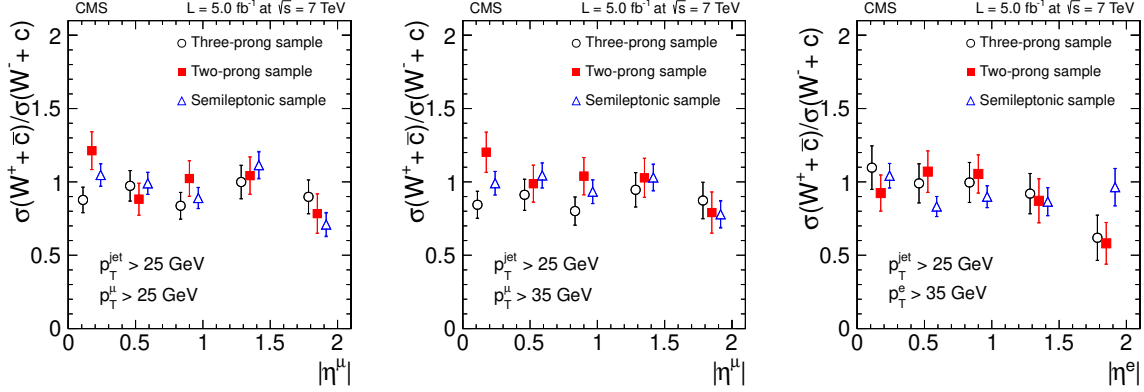 CMS L = 5.0 fb⁻¹ at √s = 7 TeV
σ(W⁺ + c̄)/σ(W⁻ + c)
Three-prong sample
Two-prong sample
Semileptonic sample
p_T^jet > 25 GeV
p_T^μ > 25 GeV
2
1.5
1
0.5
0
0 0.5 1 1.5 2
|η^μ|
CMS L = 5.0 fb⁻¹ at √s = 7 TeV
σ(W⁺ + c̄)/σ(W⁻ + c)
Three-prong sample
Two-prong sample
Semileptonic sample
p_T^jet > 25 GeV
p_T^μ > 35 GeV
2
1.5
1
0.5
0
0 0.5 1 1.5 2
|η^μ|
CMS L = 5.0 fb⁻¹ at √s = 7 TeV
σ(W⁺ + c̄)/σ(W⁻ + c)
Three-prong sample
Two-prong sample
Semileptonic sample
p_T^jet > 25 GeV
p_T^e > 35 GeV
2
1.5
1
0.5
0
0 0.5 1 1.5 2
|η^e|